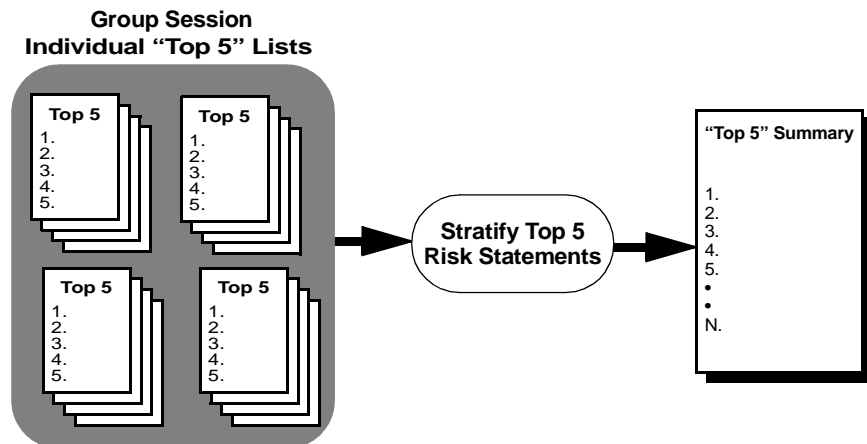 Group Session
Individual “Top 5” Lists
Top 5
1.
2.
3.
4.
5.
Top 5
1.
2.
3.
4.
5.
Top 5
1.
2.
3.
4.
5.
Top 5
1.
2.
3.
4.
5.
Stratify Top 5
Risk Statements
“Top 5” Summary
1.
2.
3.
4.
5.
•
•
N.